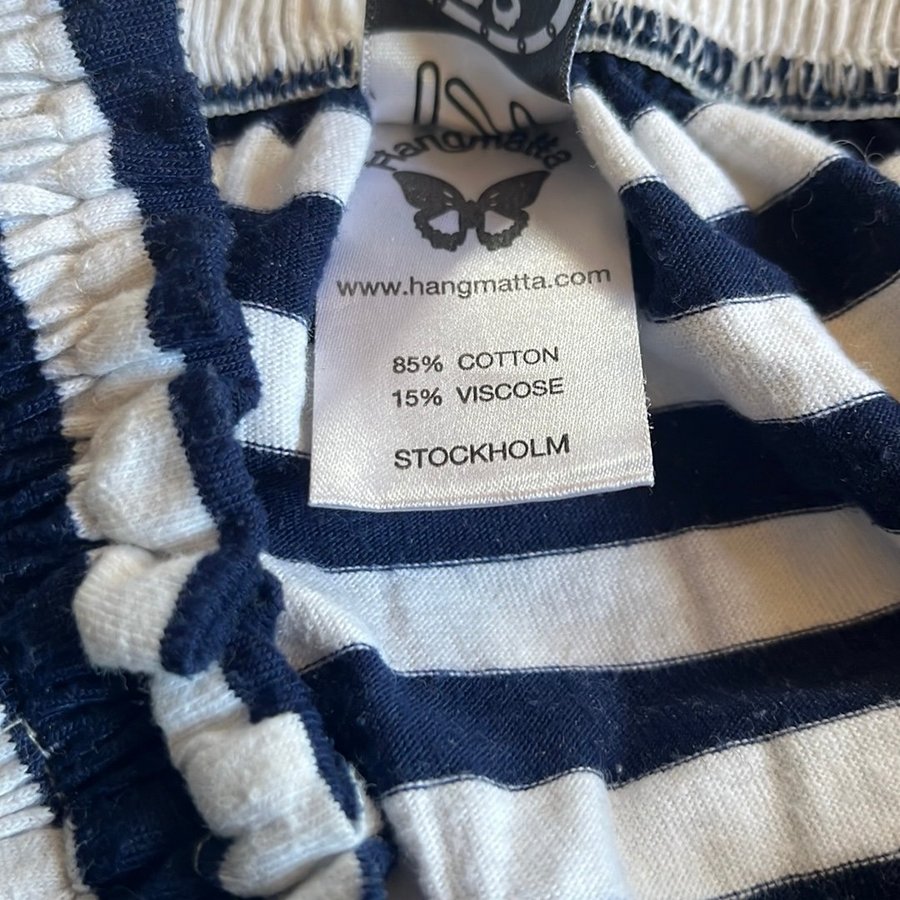 Hangmatta
www.hangmatta.com
85% COTTON
15% VISCOSE
STOCKHOLM